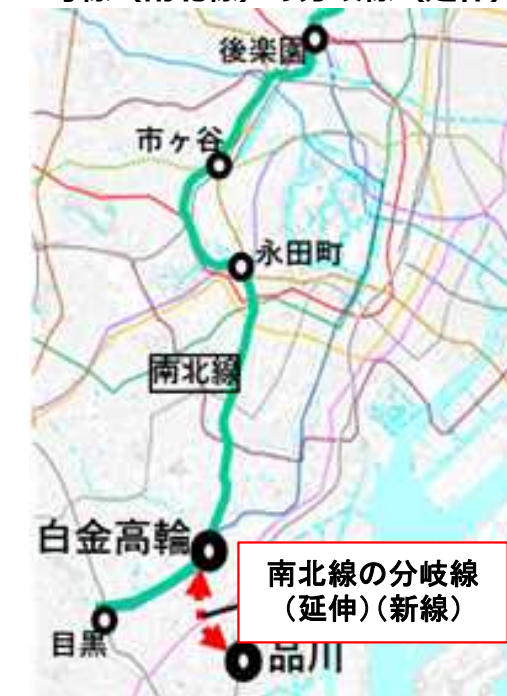 後楽園
市ヶ谷
永田町
南北線
白金高輪
南北線の分岐線
(延伸)(新線)
目黒
品川